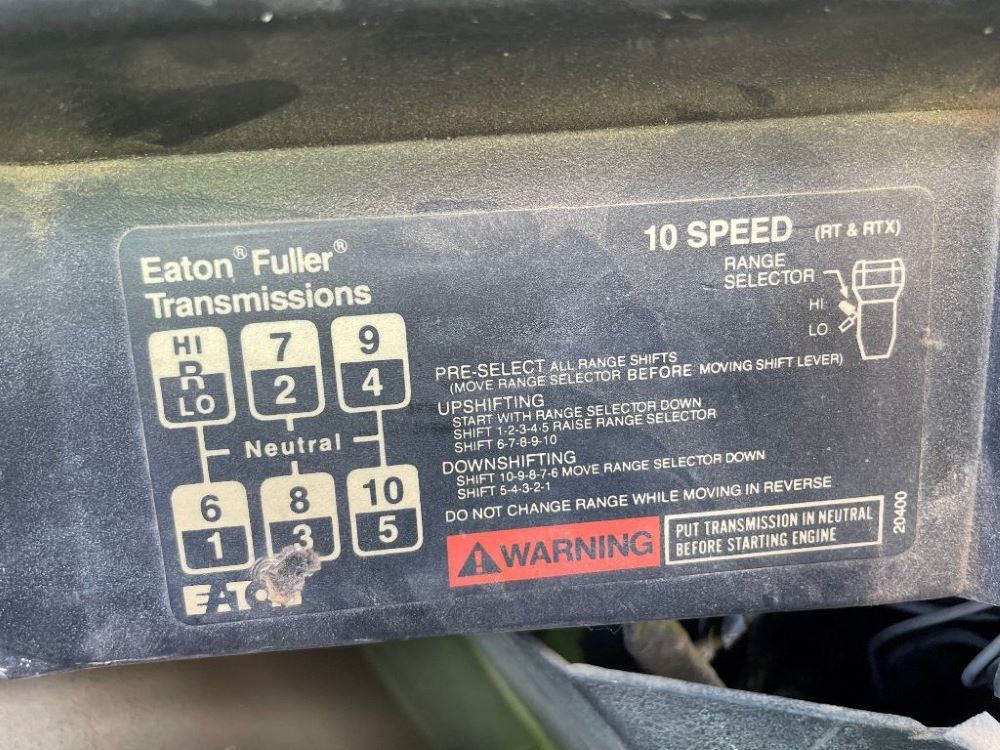 Eaton® Fuller®
Transmissions
10 SPEED (RT & RTX)
RANGE
SELECTOR
HI
LO
HI 7 9
R 2 4
LO
Neutral
6 8 10
1 3 5
EATON
PRE-SELECT ALL RANGE SHIFTS
(MOVE RANGE SELECTOR BEFORE MOVING SHIFT LEVER)
UPSHIFTING
START WITH RANGE SELECTOR DOWN
SHIFT 1-2-3-4-5 RAISE RANGE SELECTOR
SHIFT 6-7-8-9-10
DOWNSHIFTING
SHIFT 10-9-8-7-6 MOVE RANGE SELECTOR DOWN
SHIFT 5-4-3-2-1
DO NOT CHANGE RANGE WHILE MOVING IN REVERSE
WARNING
PUT TRANSMISSION IN NEUTRAL
BEFORE STARTING ENGINE
20400